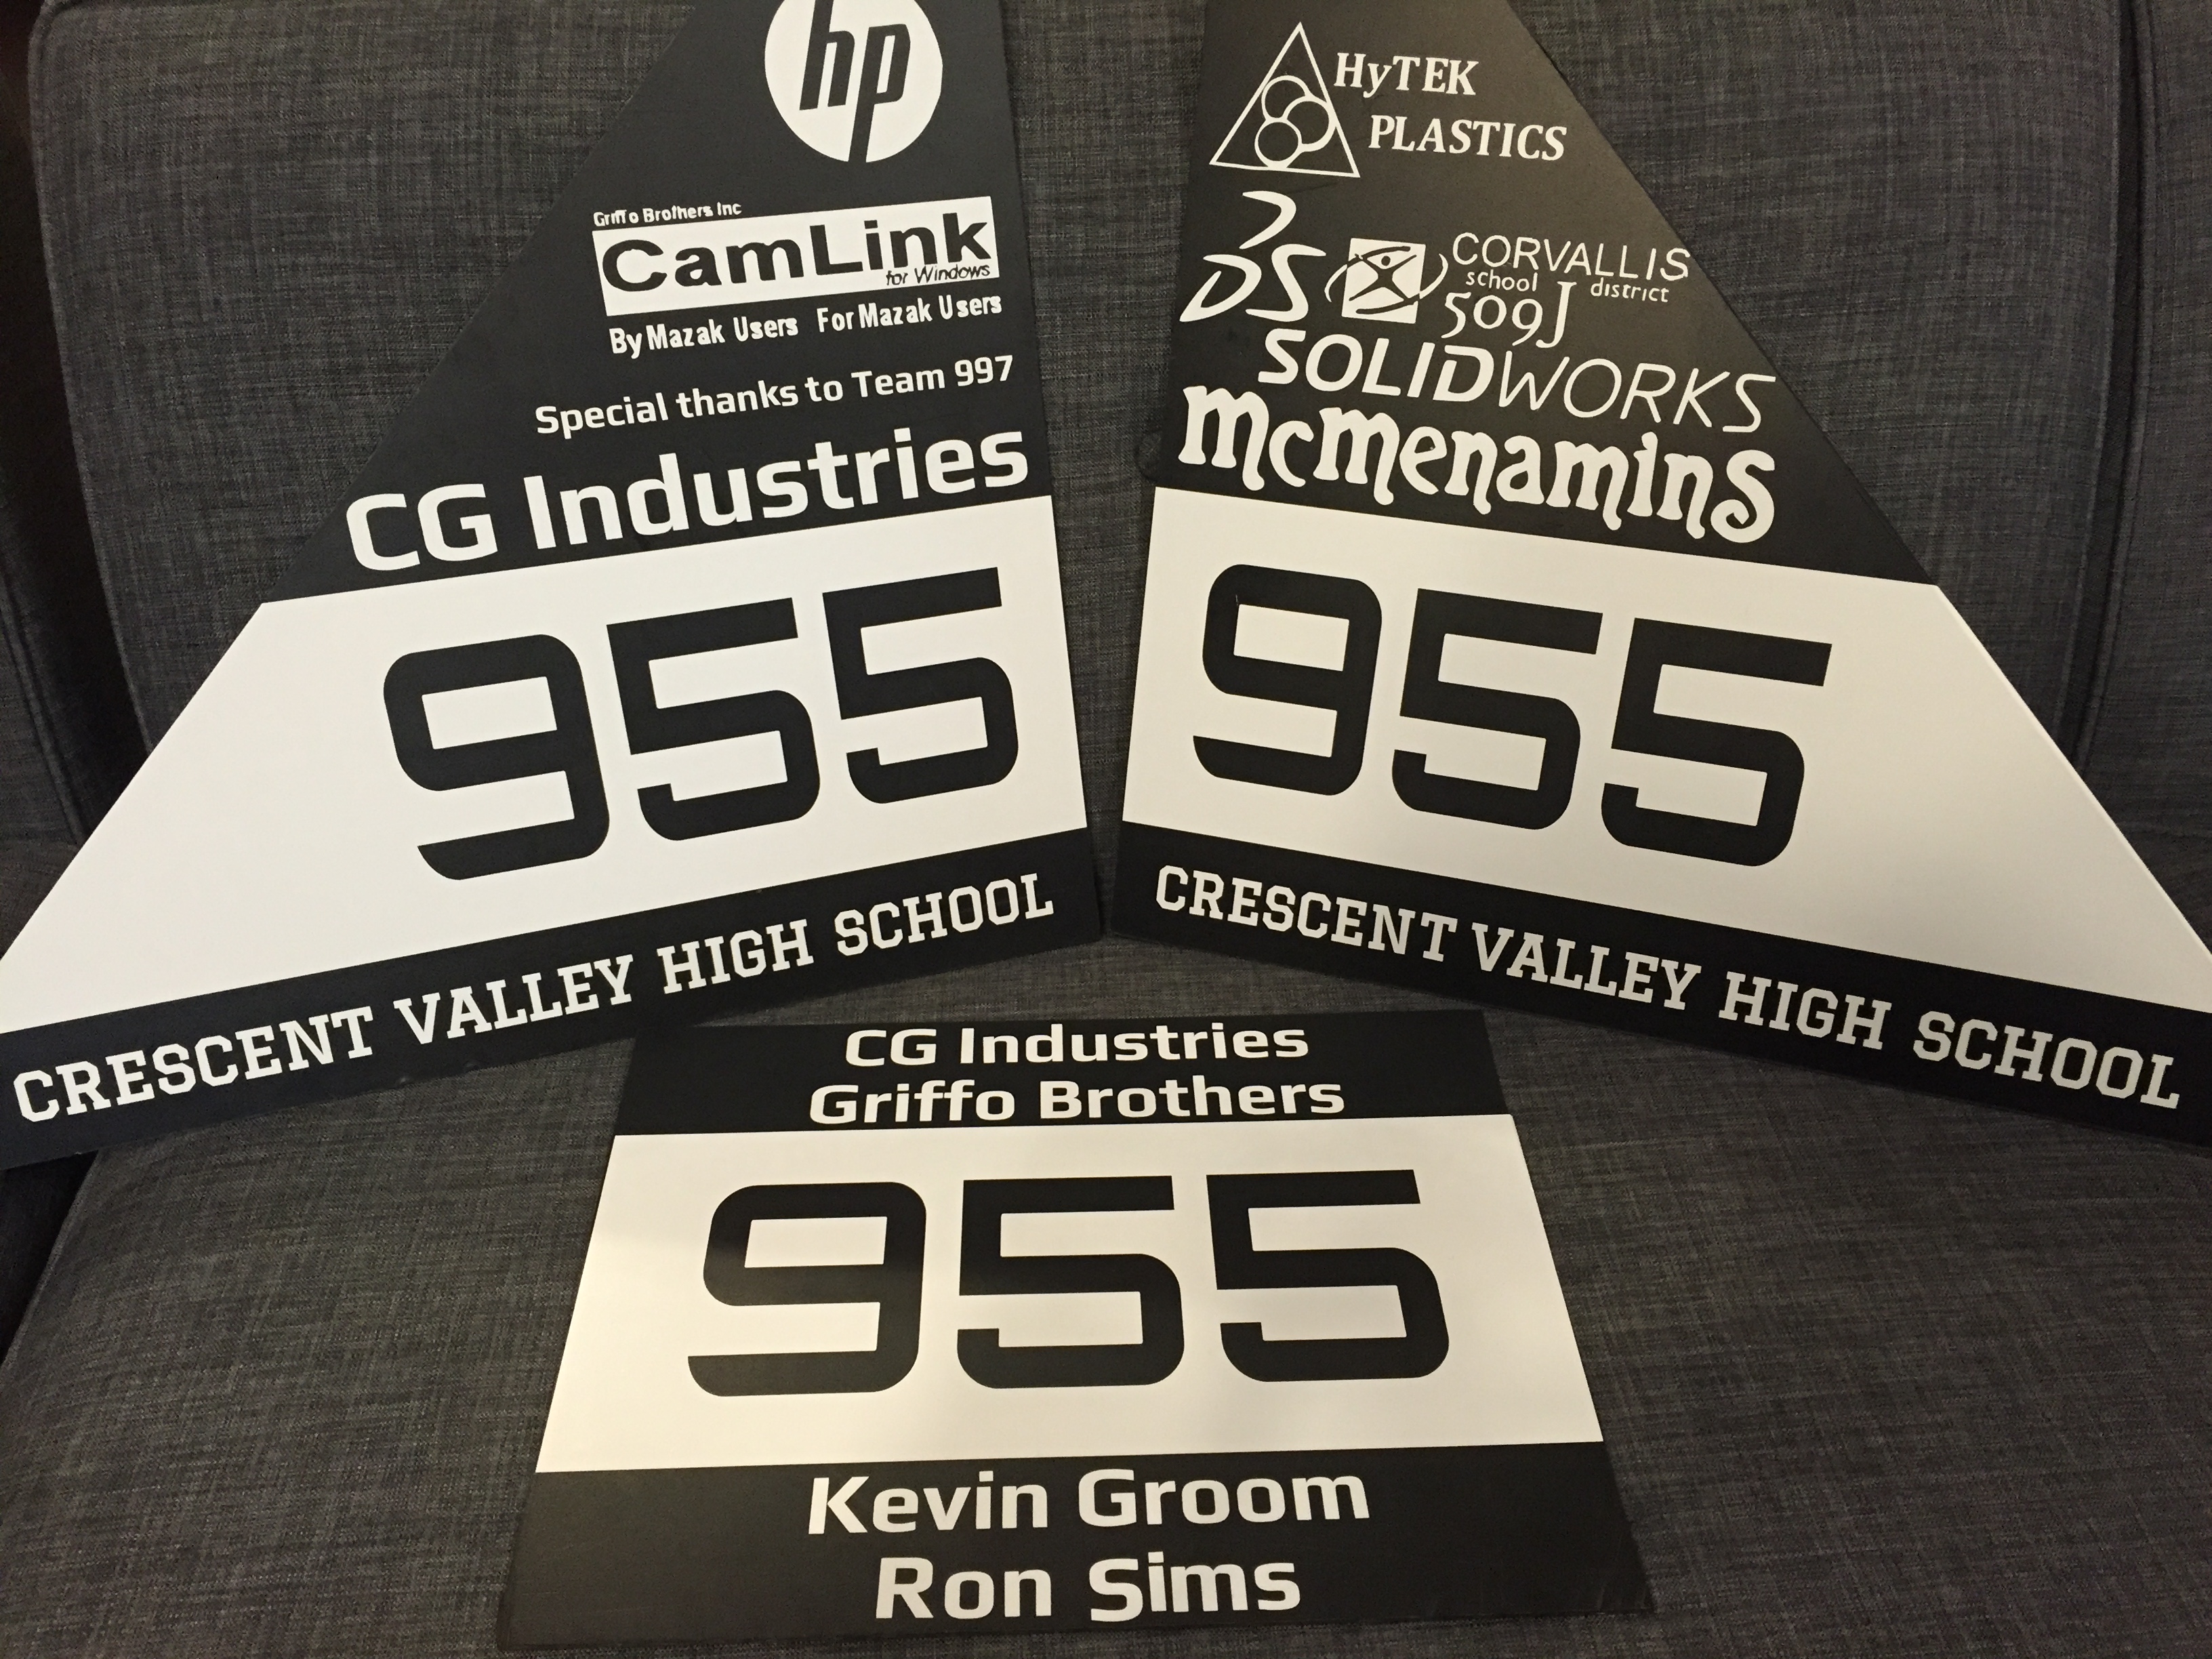 hp
Griffo Brothers Inc
CamLink
for Windows
By Mazak Users For Mazak Users
Special thanks to Team 997
CG Industries
955
CRESCENT VALLEY HIGH SCHOOL
HyTEK
PLASTICS
DS
CORVALLIS
school district
509J
SOLIDWORKS
McMenamins
955
CRESCENT VALLEY HIGH SCHOOL
CG Industries
Griffo Brothers
955
Kevin Groom
Ron Sims